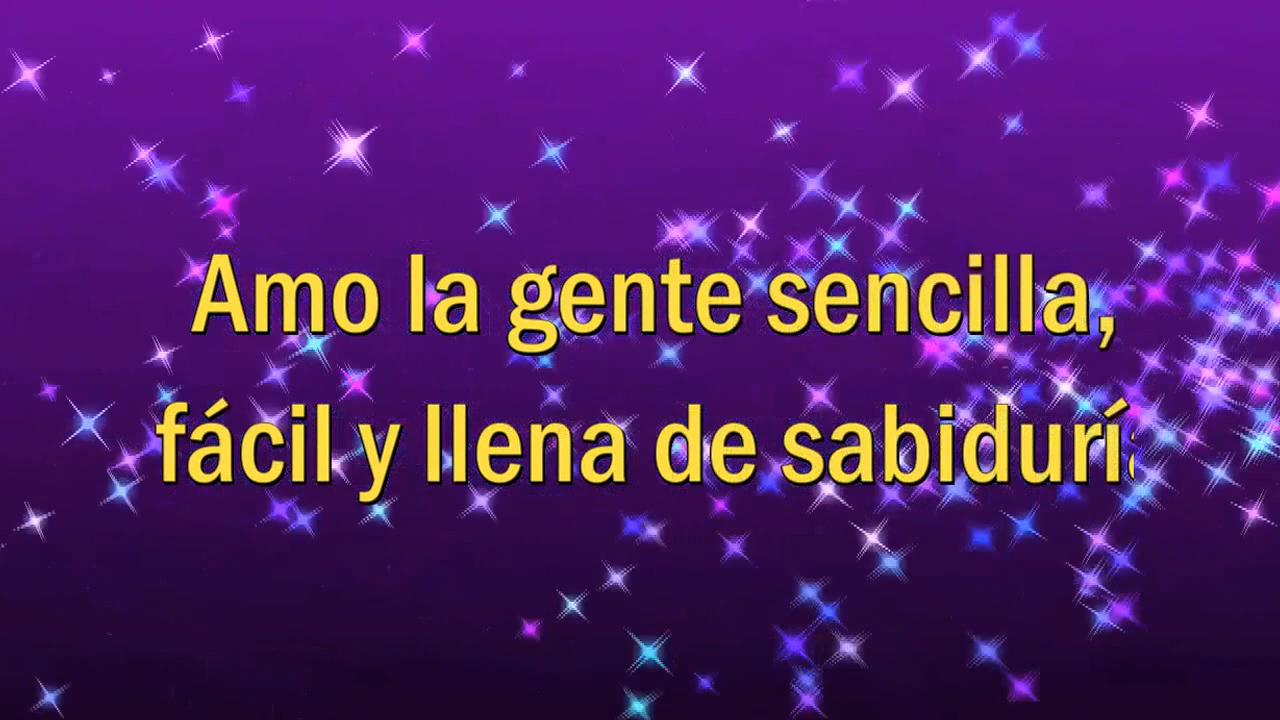 Amo la gente sencilla,
fácil y llena de sabidurí